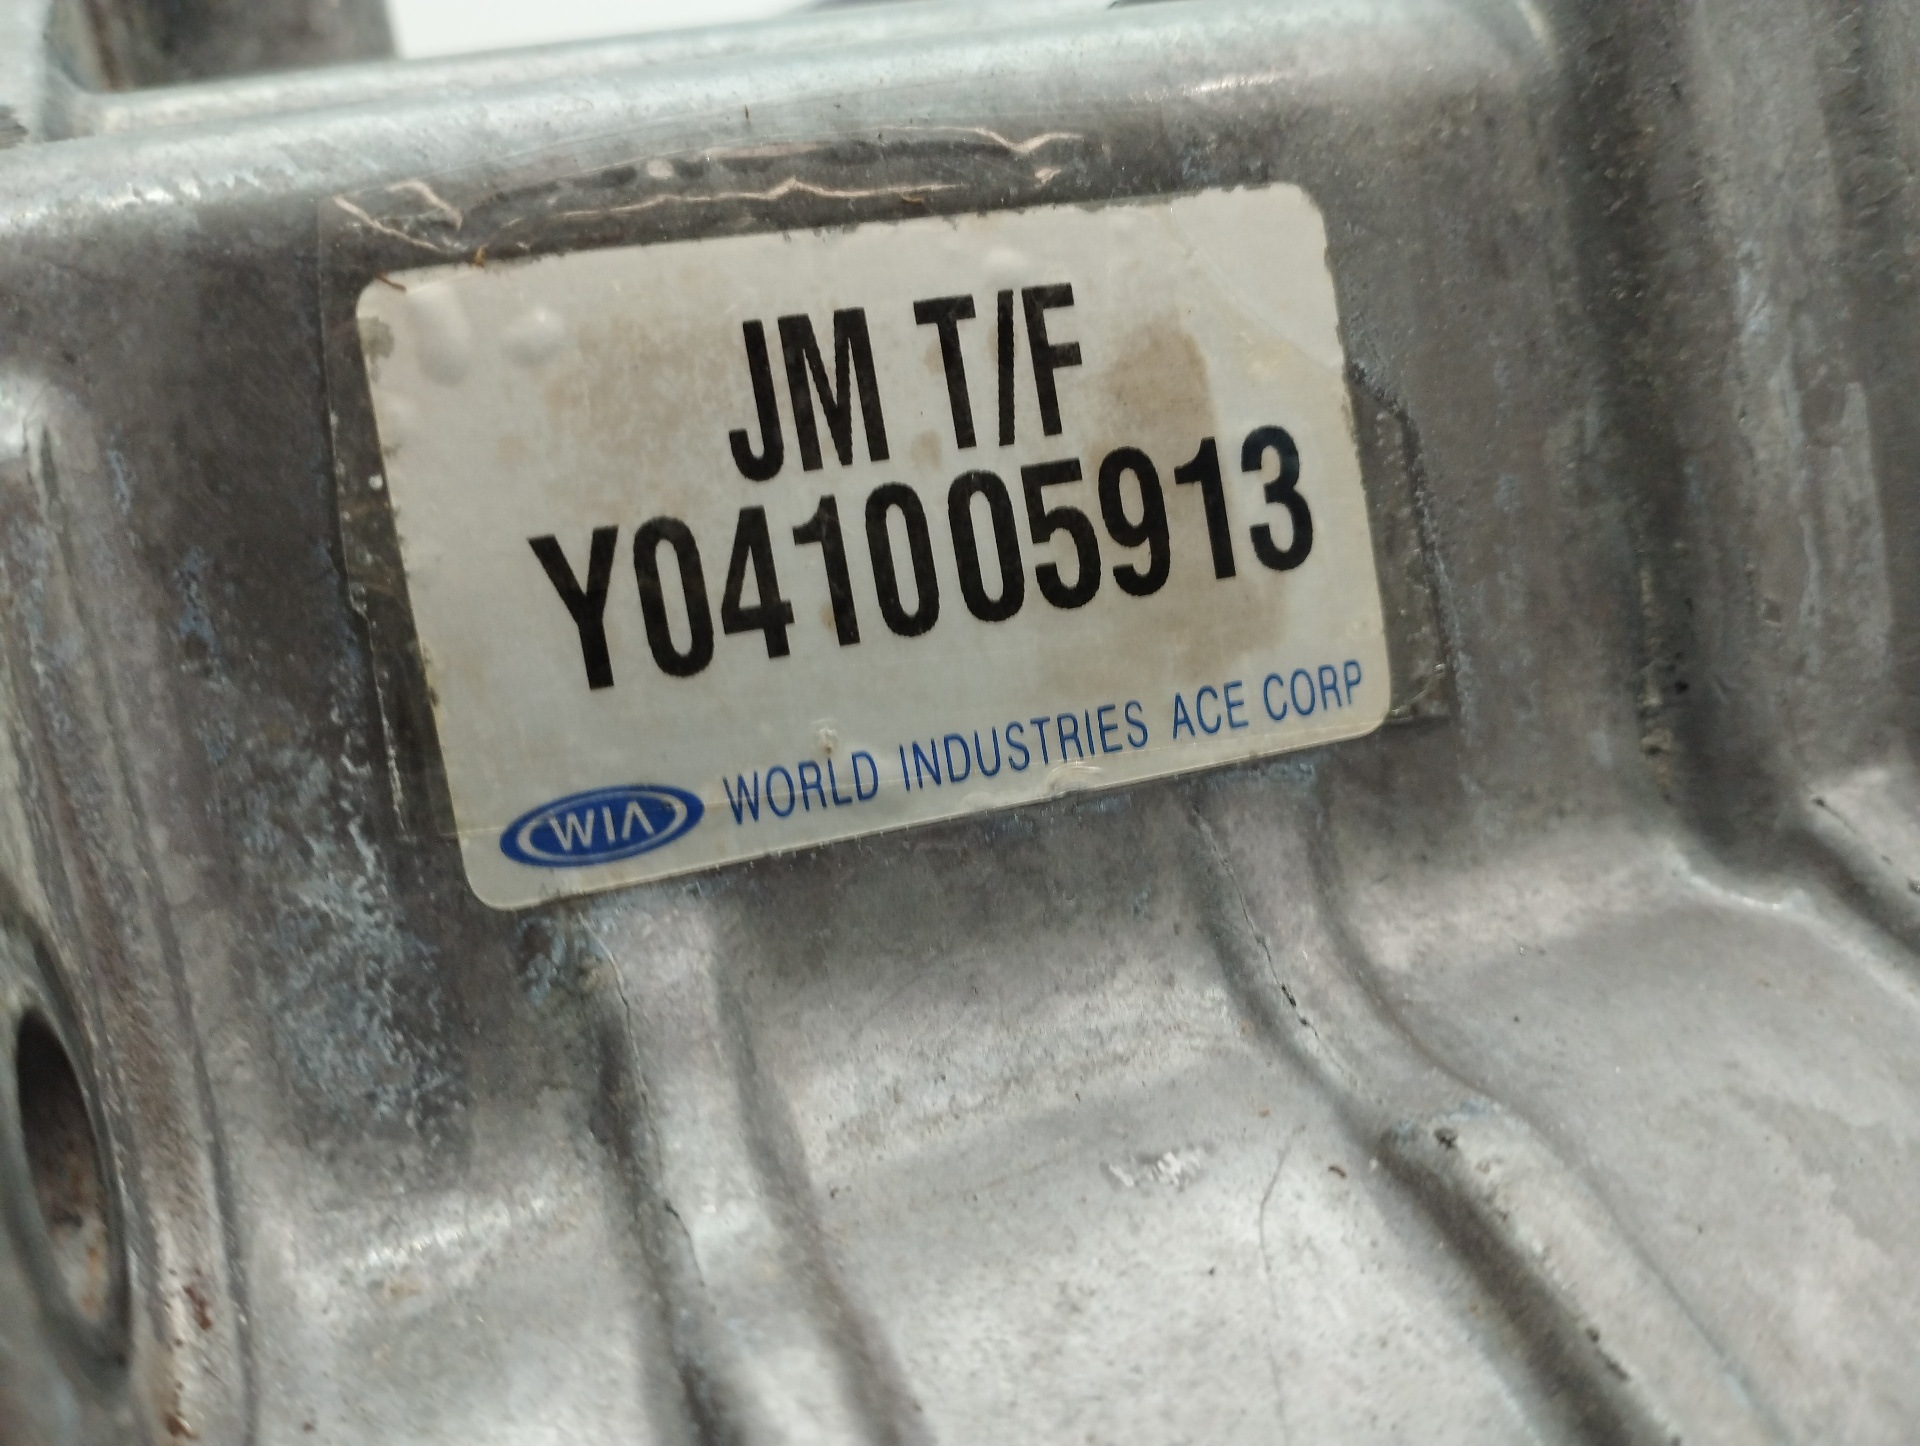 JM T/F
Y041005913
WIA WORLD INDUSTRIES ACE CORP